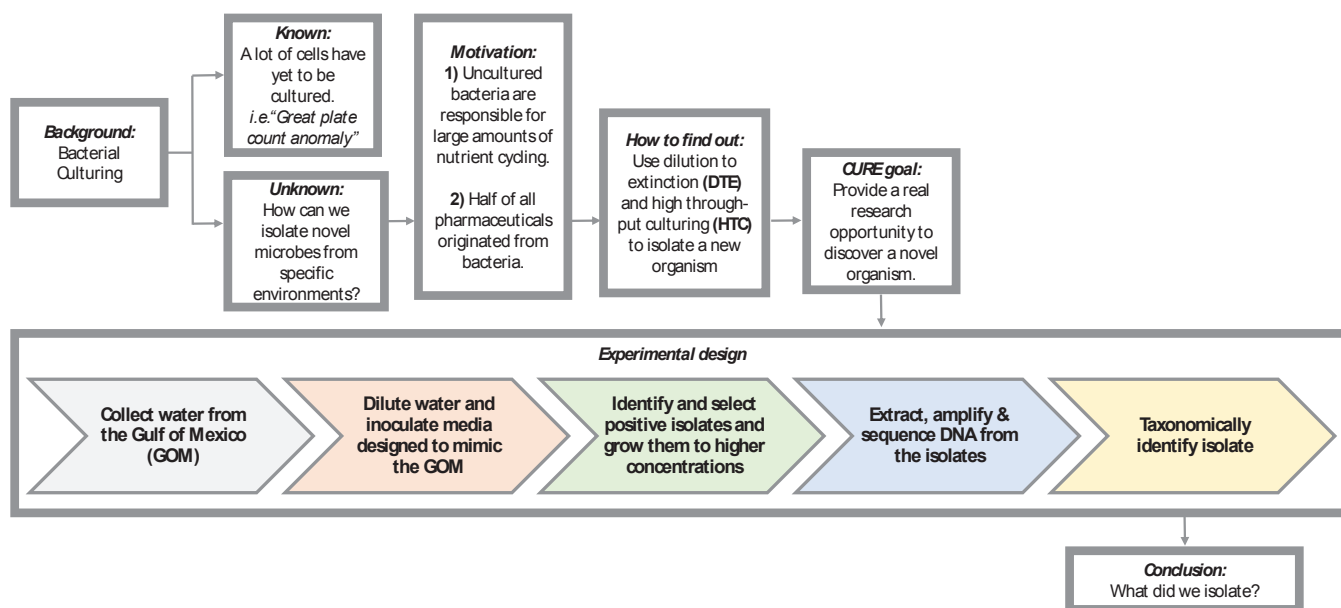 Background:
Bacterial
Culturing
Known:
A lot of cells have
yet to be
cultured.
i.e."Great plate
count anomaly"
Unknown:
How can we
isolate novel
microbes from
specific
environments?
Motivation:
1) Uncultured
bacteria are
responsible for
large amounts of
nutrient cycling.
2) Half of all
pharmaceuticals
originated from
bacteria.
How to find out:
Use dilution to
extinction (DTE)
and high through-
put culturing (HTC)
to isolate a new
organism
CURE goal:
Provide a real
research
opportunity to
discover a novel
organism.
Experimental design
Collect water from
the Gulf of Mexico
(GOM)
Dilute water and
inoculate media
designed to mimic
the GOM
Identify and select
positive isolates and
grow them to higher
concentrations
Extract, amplify &
sequence DNA from
the isolates
Taxonomically
identify isolate
Conclusion:
What did we isolate?